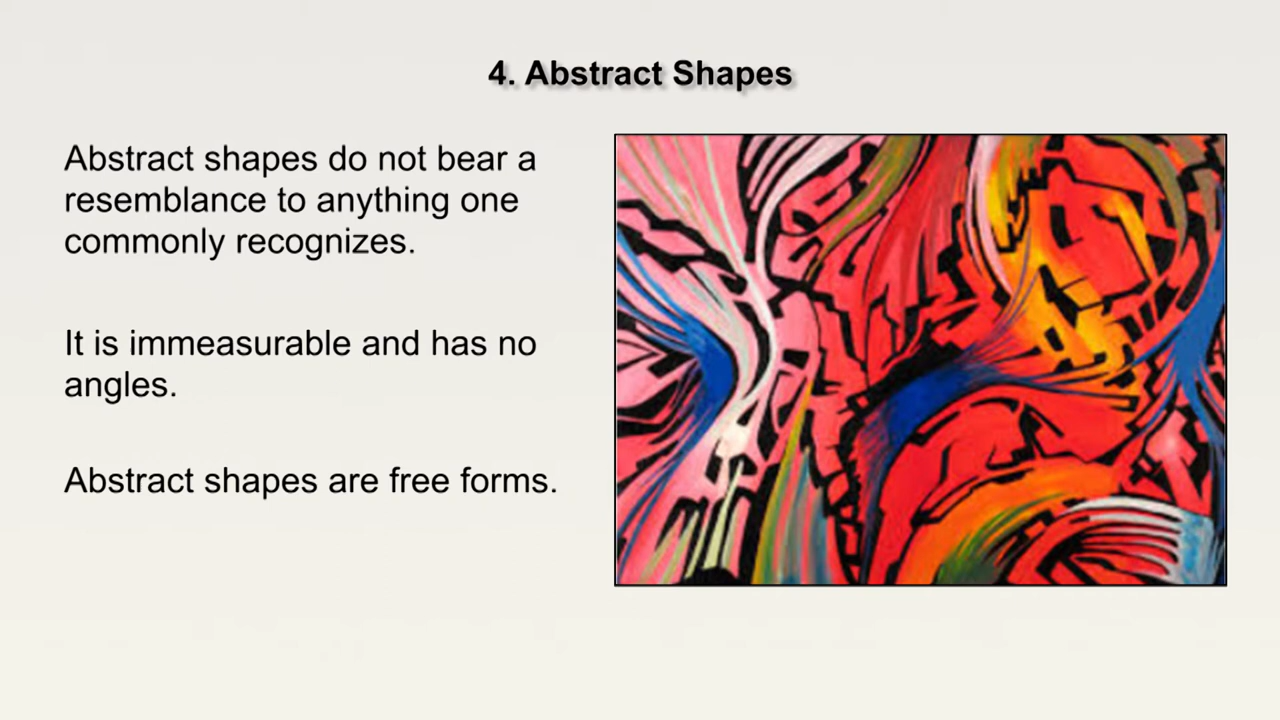 4. Abstract Shapes
Abstract shapes do not bear a
resemblance to anything one
commonly recognizes.
It is immeasurable and has no
angles.
Abstract shapes are free forms.